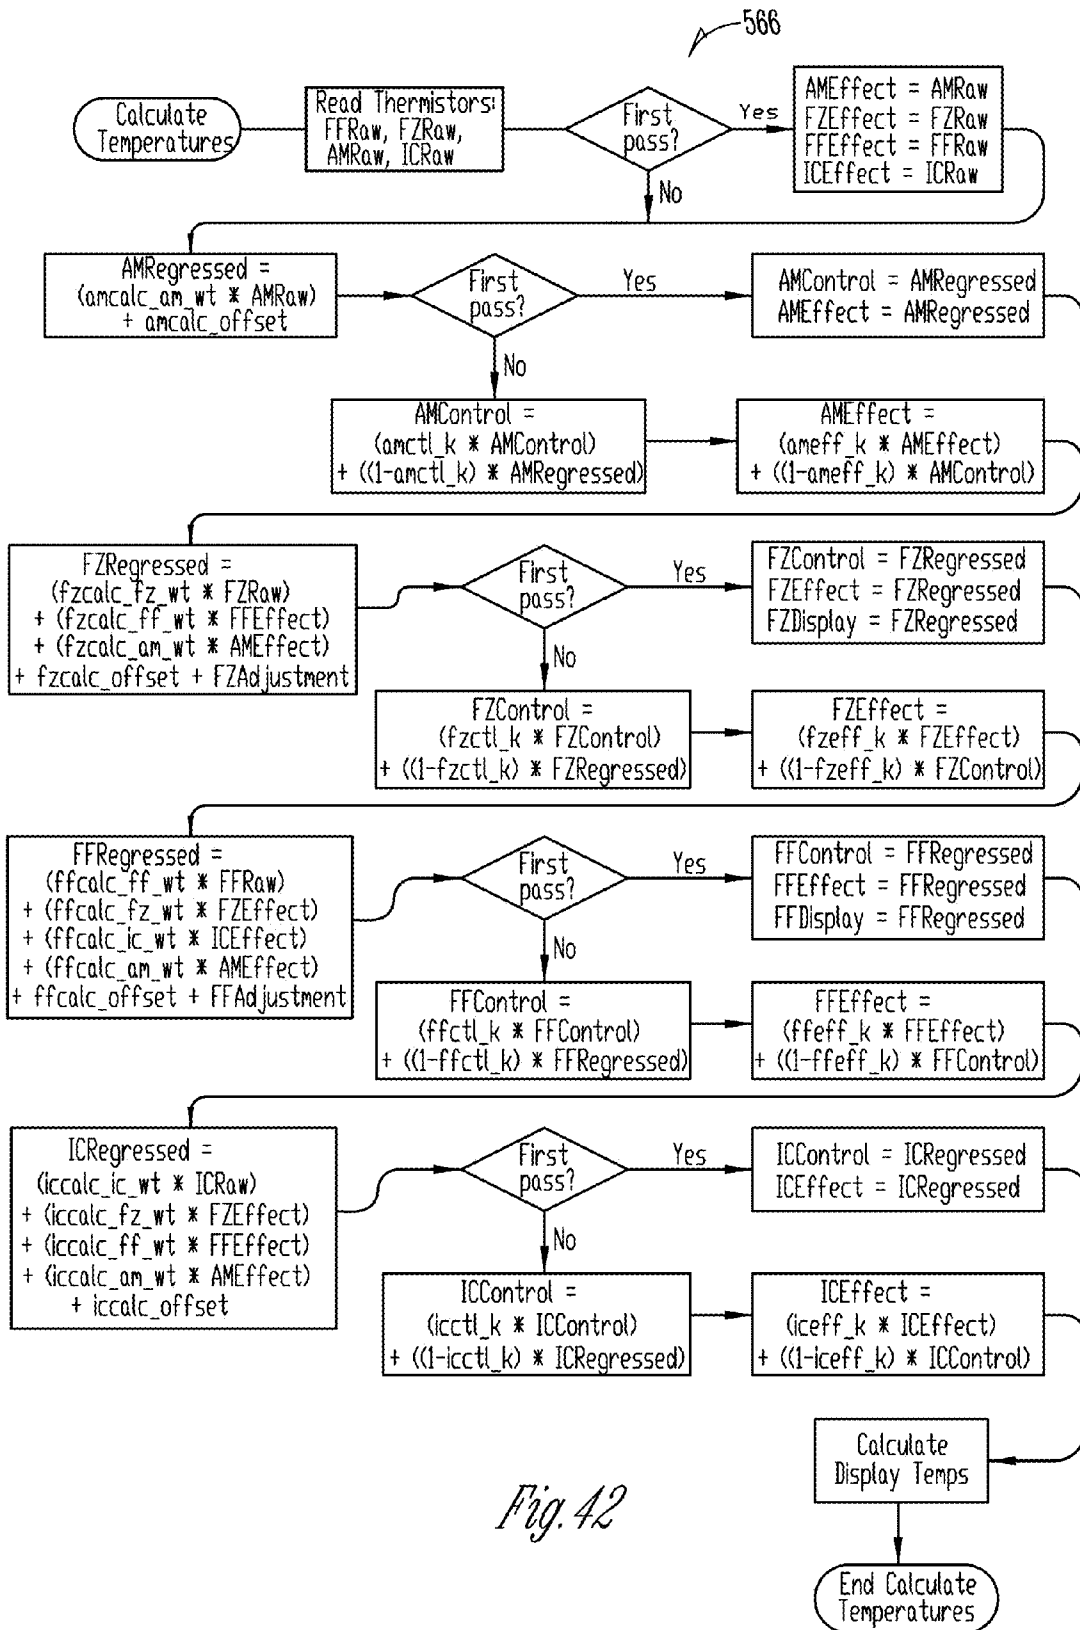 566
Calculate
Temperatures
Read Thermistors:
FFRaw, FZRaw,
AMRaw, ICRaw
First
pass?
Yes
No
AMEffect = AMRaw
FZEffect = FZRaw
FFEffect = FFRaw
ICEffect = ICRaw
AMRegressed =
(amcalc_am_wt * AMRaw)
+ amcalc_offset
First
pass?
Yes
No
AMControl = AMRegressed
AMEffect = AMRegressed
AMControl =
(amctl_k * AMControl)
+ ((1-amctl_k) * AMRegressed)
AMEffect =
(ameff_k * AMEffect)
+ ((1-ameff_k) * AMControl)
FZRegressed =
(fzcalc_fz_wt * FZRaw)
+ (fzcalc_ff_wt * FFEffect)
+ (fzcalc_am_wt * AMEffect)
+ fzcalc_offset + FZAdjustment
First
pass?
Yes
No
FZControl = FZRegressed
FZEffect = FZRegressed
FZDisplay = FZRegressed
FZControl =
(fzctl_k * FZControl)
+ ((1-fzctl_k) * FZRegressed)
FZEffect =
(fzeff_k * FZEffect)
+ ((1-fzeff_k) * FZControl)
FFRegressed =
(ffcalc_ff_wt * FFRaw)
+ (ffcalc_fz_wt * FZEffect)
+ (ffcalc_ic_wt * ICEffect)
+ (ffcalc_am_wt * AMEffect)
+ ffcalc_offset + FFAdjustment
First
pass?
Yes
No
FFControl = FFRegressed
FFEffect = FFRegressed
FFDisplay = FFRegressed
FFControl =
(ffctl_k * FFControl)
+ ((1-ffctl_k) * FFRegressed)
FFEffect =
(ffeff_k * FFEffect)
+ ((1-ffeff_k) * FFControl)
ICRegressed =
(iccalc_ic_wt * ICRaw)
+ (iccalc_fz_wt * FZEffect)
+ (iccalc_ff_wt * FFEffect)
+ (iccalc_am_wt * AMEffect)
+ iccalc_offset
First
pass?
Yes
No
ICControl = ICRegressed
ICEffect = ICRegressed
ICControl =
(icctl_k * ICControl)
+ ((1-icctl_k) * ICRegressed)
ICEffect =
(iceff_k * ICEffect)
+ ((1-iceff_k) * ICControl)
Calculate
Display Temps
End Calculate
Temperatures
Fig. 42